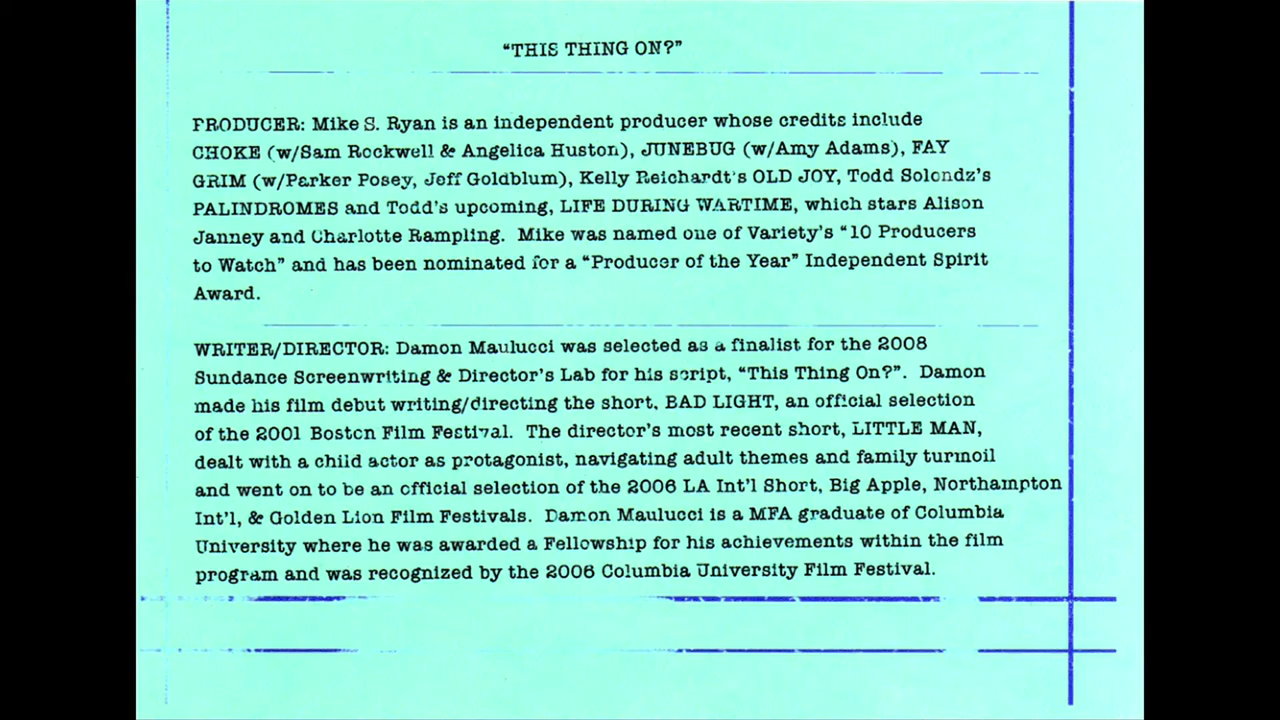 “THIS THING ON?”
PRODUCER: Mike S. Ryan is an independent producer whose credits include
CHOKE (w/Sam Rockwell & Angelica Huston), JUNEBUG (w/Amy Adams), FAY
GRIM (w/Parker Posey, Jeff Goldblum), Kelly Reichardt's OLD JOY, Todd Solondz's
PALINDROMES and Todd's upcoming, LIFE DURING WARTIME, which stars Alison
Janney and Charlotte Rampling. Mike was named one of Variety's “10 Producers
to Watch” and has been nominated for a “Producer of the Year” Independent Spirit
Award.
WRITER/DIRECTOR: Damon Maulucci was selected as a finalist for the 2008
Sundance Screenwriting & Director's Lab for his script, “This Thing On?”. Damon
made his film debut writing/directing the short, BAD LIGHT, an official selection
of the 2001 Boston Film Festival. The director's most recent short, LITTLE MAN,
dealt with a child actor as protagonist, navigating adult themes and family turmoil
and went on to be an official selection of the 2006 LA Int'l Short, Big Apple, Northampton
Int'l, & Golden Lion Film Festivals. Damon Maulucci is a MFA graduate of Columbia
University where he was awarded a Fellowship for his achievements within the film
program and was recognized by the 2006 Columbia University Film Festival.